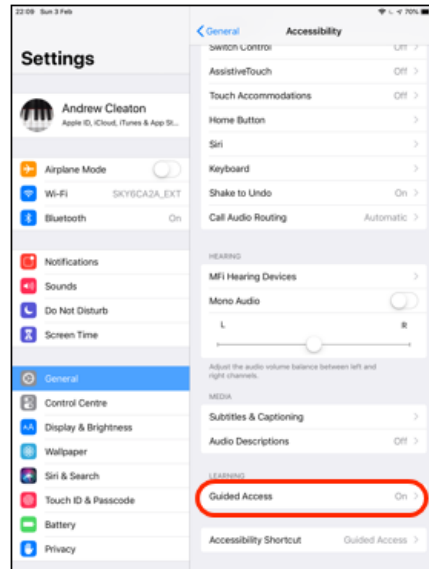 22:09 Sun 3 Feb
70%
Settings
Andrew Cleaton
Apple ID, iCloud, iTunes & App St...
Airplane Mode
Wi-Fi SKY6CA2A_EXT
Bluetooth On
Notifications
Sounds
Do Not Disturb
Screen Time
General
Control Centre
AA Display & Brightness
Wallpaper
Siri & Search
Touch ID & Passcode
Battery
Privacy
General Accessibility
Switch Control Off
AssistiveTouch Off
Touch Accommodations Off
Home Button
Siri
Keyboard
Shake to Undo On
Call Audio Routing Automatic
HEARING
MFi Hearing Devices
Mono Audio
L R
Adjust the audio volume balance between left and
right channels.
MEDIA
Subtitles & Captioning
Audio Descriptions Off
LEARNING
Guided Access On
Accessibility Shortcut Guided Access